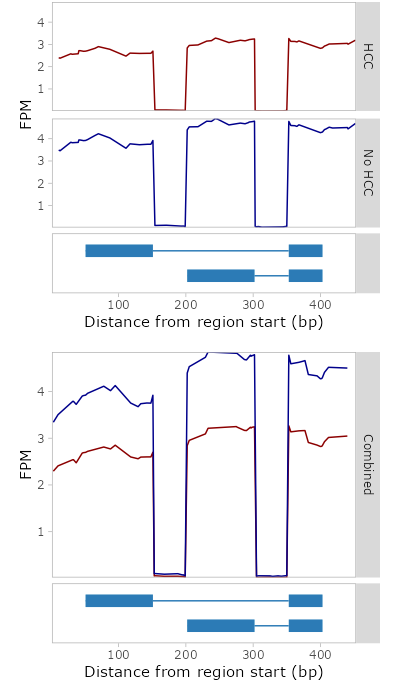 4
3
2
1
HCC
FPM
4
3
2
1
No HCC
100
200
300
400
Distance from region start (bp)
4
3
2
1
FPM
Combined
100
200
300
400
Distance from region start (bp)